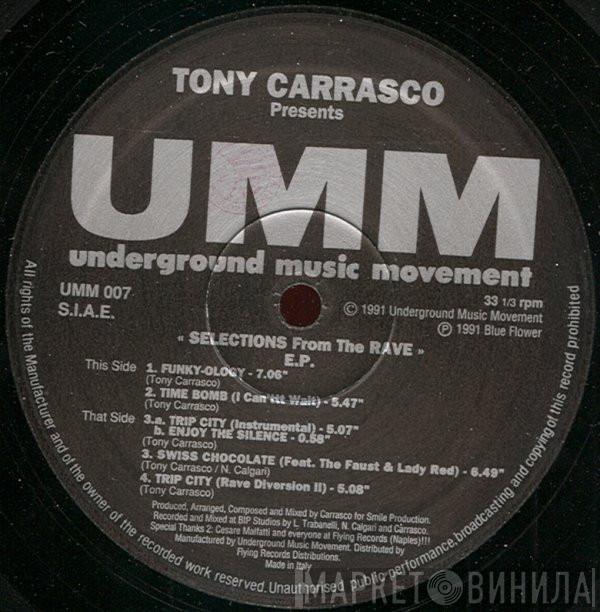 TONY CARRASCO
Presents
UMM
underground music movement
UMM 007
S.I.A.E.
33 1/3 rpm
© 1991 Underground Music Movement
℗ 1991 Blue Flower
« SELECTIONS From The RAVE »
E.P.
This Side 1. FUNKY-OLOGY - 7.06"
(Tony Carrasco)
2. TIME BOMB (I Can'ttt Wait) - 5.47"
(Tony Carrasco)
That Side 3.a. TRIP CITY (Instrumental) - 5.07"
b. ENJOY THE SILENCE - 0.58"
(Tony Carrasco)
3. SWISS CHOCOLATE (Feat. The Faust & Lady Red) - 6.49"
(Tony Carrasco / N. Calgari)
4. TRIP CITY (Rave Diversion II) - 5.08"
(Tony Carrasco)
Produced, Arranged, Composed and Mixed by Carrasco for Smile Production.
Recorded and Mixed at BIP Studios by L. Trabanelli, N. Calgari and Carrasco.
Special Thanks 2: Cesare Malfatti and everyone at Flying Records (Naples)!!!!
Manufactured by Underground Music Movement. Distributed by
Flying Records Distributions.
Made in Italy
All rights of the Manufacturer and of the owner of the recorded work reserved. Unauthorised public performance, broadcasting and copying of this record prohibited
МАРКЕТ ВИНИЛА